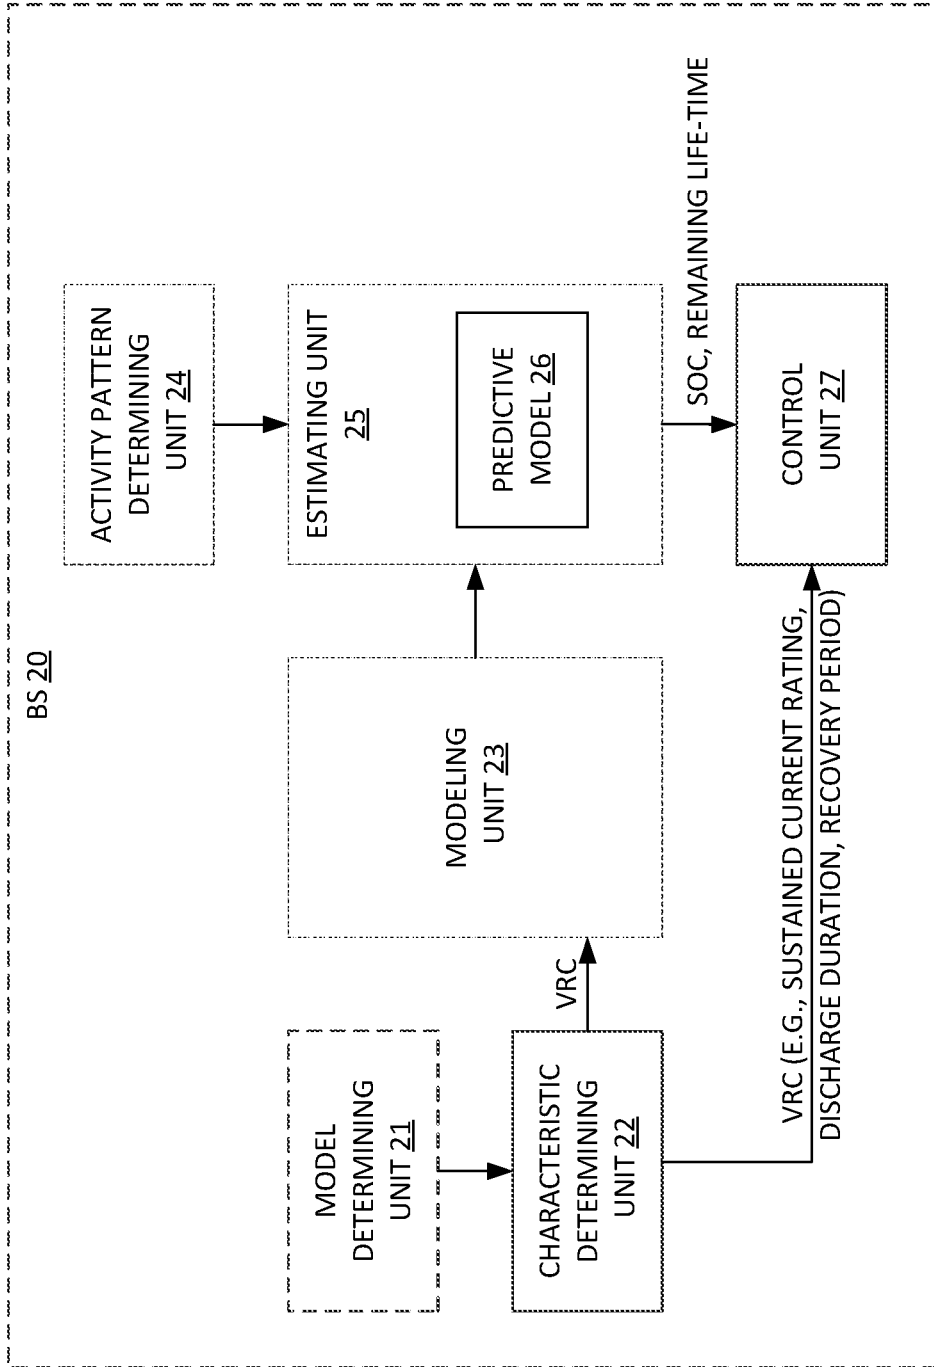 BS 20
MODEL
DETERMINING
UNIT 21
CHARACTERISTIC
DETERMINING
UNIT 22
VRC
MODELING
UNIT 23
ACTIVITY PATTERN
DETERMINING
UNIT 24
ESTIMATING UNIT
25
PREDICTIVE
MODEL 26
SOC, REMAINING LIFE-TIME
CONTROL
UNIT 27
VRC (E.G., SUSTAINED CURRENT RATING,
DISCHARGE DURATION, RECOVERY PERIOD)